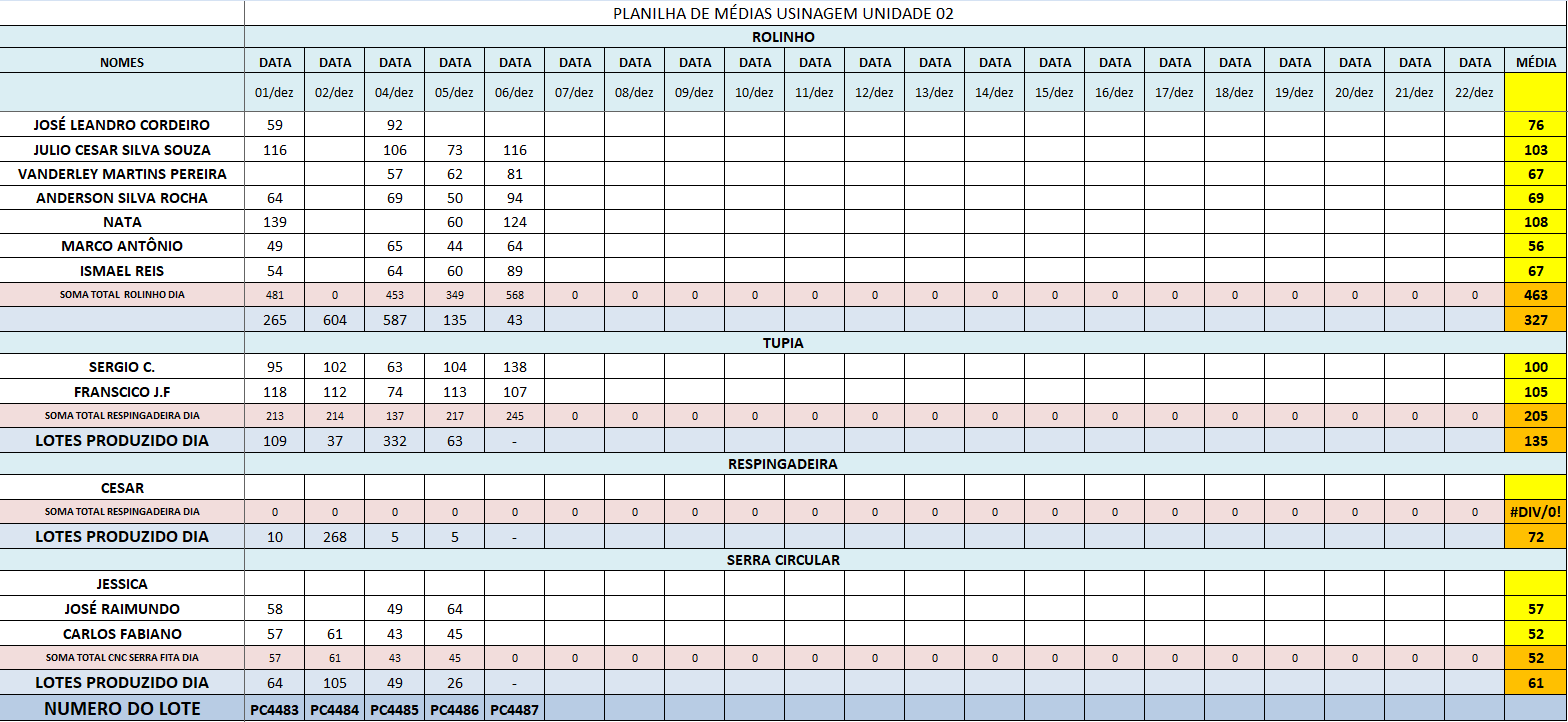 PLANILHA DE MÉDIAS USINAGEM UNIDADE 02
ROLINHO
NOMES DATA DATA DATA DATA DATA DATA DATA DATA DATA DATA DATA DATA DATA DATA DATA DATA DATA DATA DATA DATA DATA MÉDIA
01/dez 02/dez 04/dez 05/dez 06/dez 07/dez 08/dez 09/dez 10/dez 11/dez 12/dez 13/dez 14/dez 15/dez 16/dez 17/dez 18/dez 19/dez 20/dez 21/dez 22/dez
JOSÉ LEANDRO CORDEIRO 59 92 76
JULIO CESAR SILVA SOUZA 116 106 73 116 103
VANDERLEY MARTINS PEREIRA 57 62 81 67
ANDERSON SILVA ROCHA 64 69 50 94 69
NATA 139 60 124 108
MARCO ANTÔNIO 49 65 44 64 56
ISMAEL REIS 54 64 60 89 67
SOMA TOTAL ROLINHO DIA 481 0 453 349 568 0 0 0 0 0 0 0 0 0 0 0 0 0 0 0 0 463
265 604 587 135 43 327
TUPIA
SERGIO C. 95 102 63 104 138 100
FRANSCICO J.F 118 112 74 113 107 105
SOMA TOTAL RESPINGADEIRA DIA 213 214 137 217 245 0 0 0 0 0 0 0 0 0 0 0 0 0 0 0 0 205
LOTES PRODUZIDO DIA 109 37 332 63 - 135
RESPINGADEIRA
CESAR
SOMA TOTAL RESPINGADEIRA DIA 0 0 0 0 0 0 0 0 0 0 0 0 0 0 0 0 0 0 0 0 0 #DIV/0!
LOTES PRODUZIDO DIA 10 268 5 5 - 72
SERRA CIRCULAR
JESSICA
JOSÉ RAIMUNDO 58 49 64 57
CARLOS FABIANO 57 61 43 45 52
SOMA TOTAL CNC SERRA FITA DIA 57 61 43 45 0 0 0 0 0 0 0 0 0 0 0 0 0 0 0 0 0 52
LOTES PRODUZIDO DIA 64 105 49 26 - 61
NUMERO DO LOTE PC4483 PC4484 PC4485 PC4486 PC4487